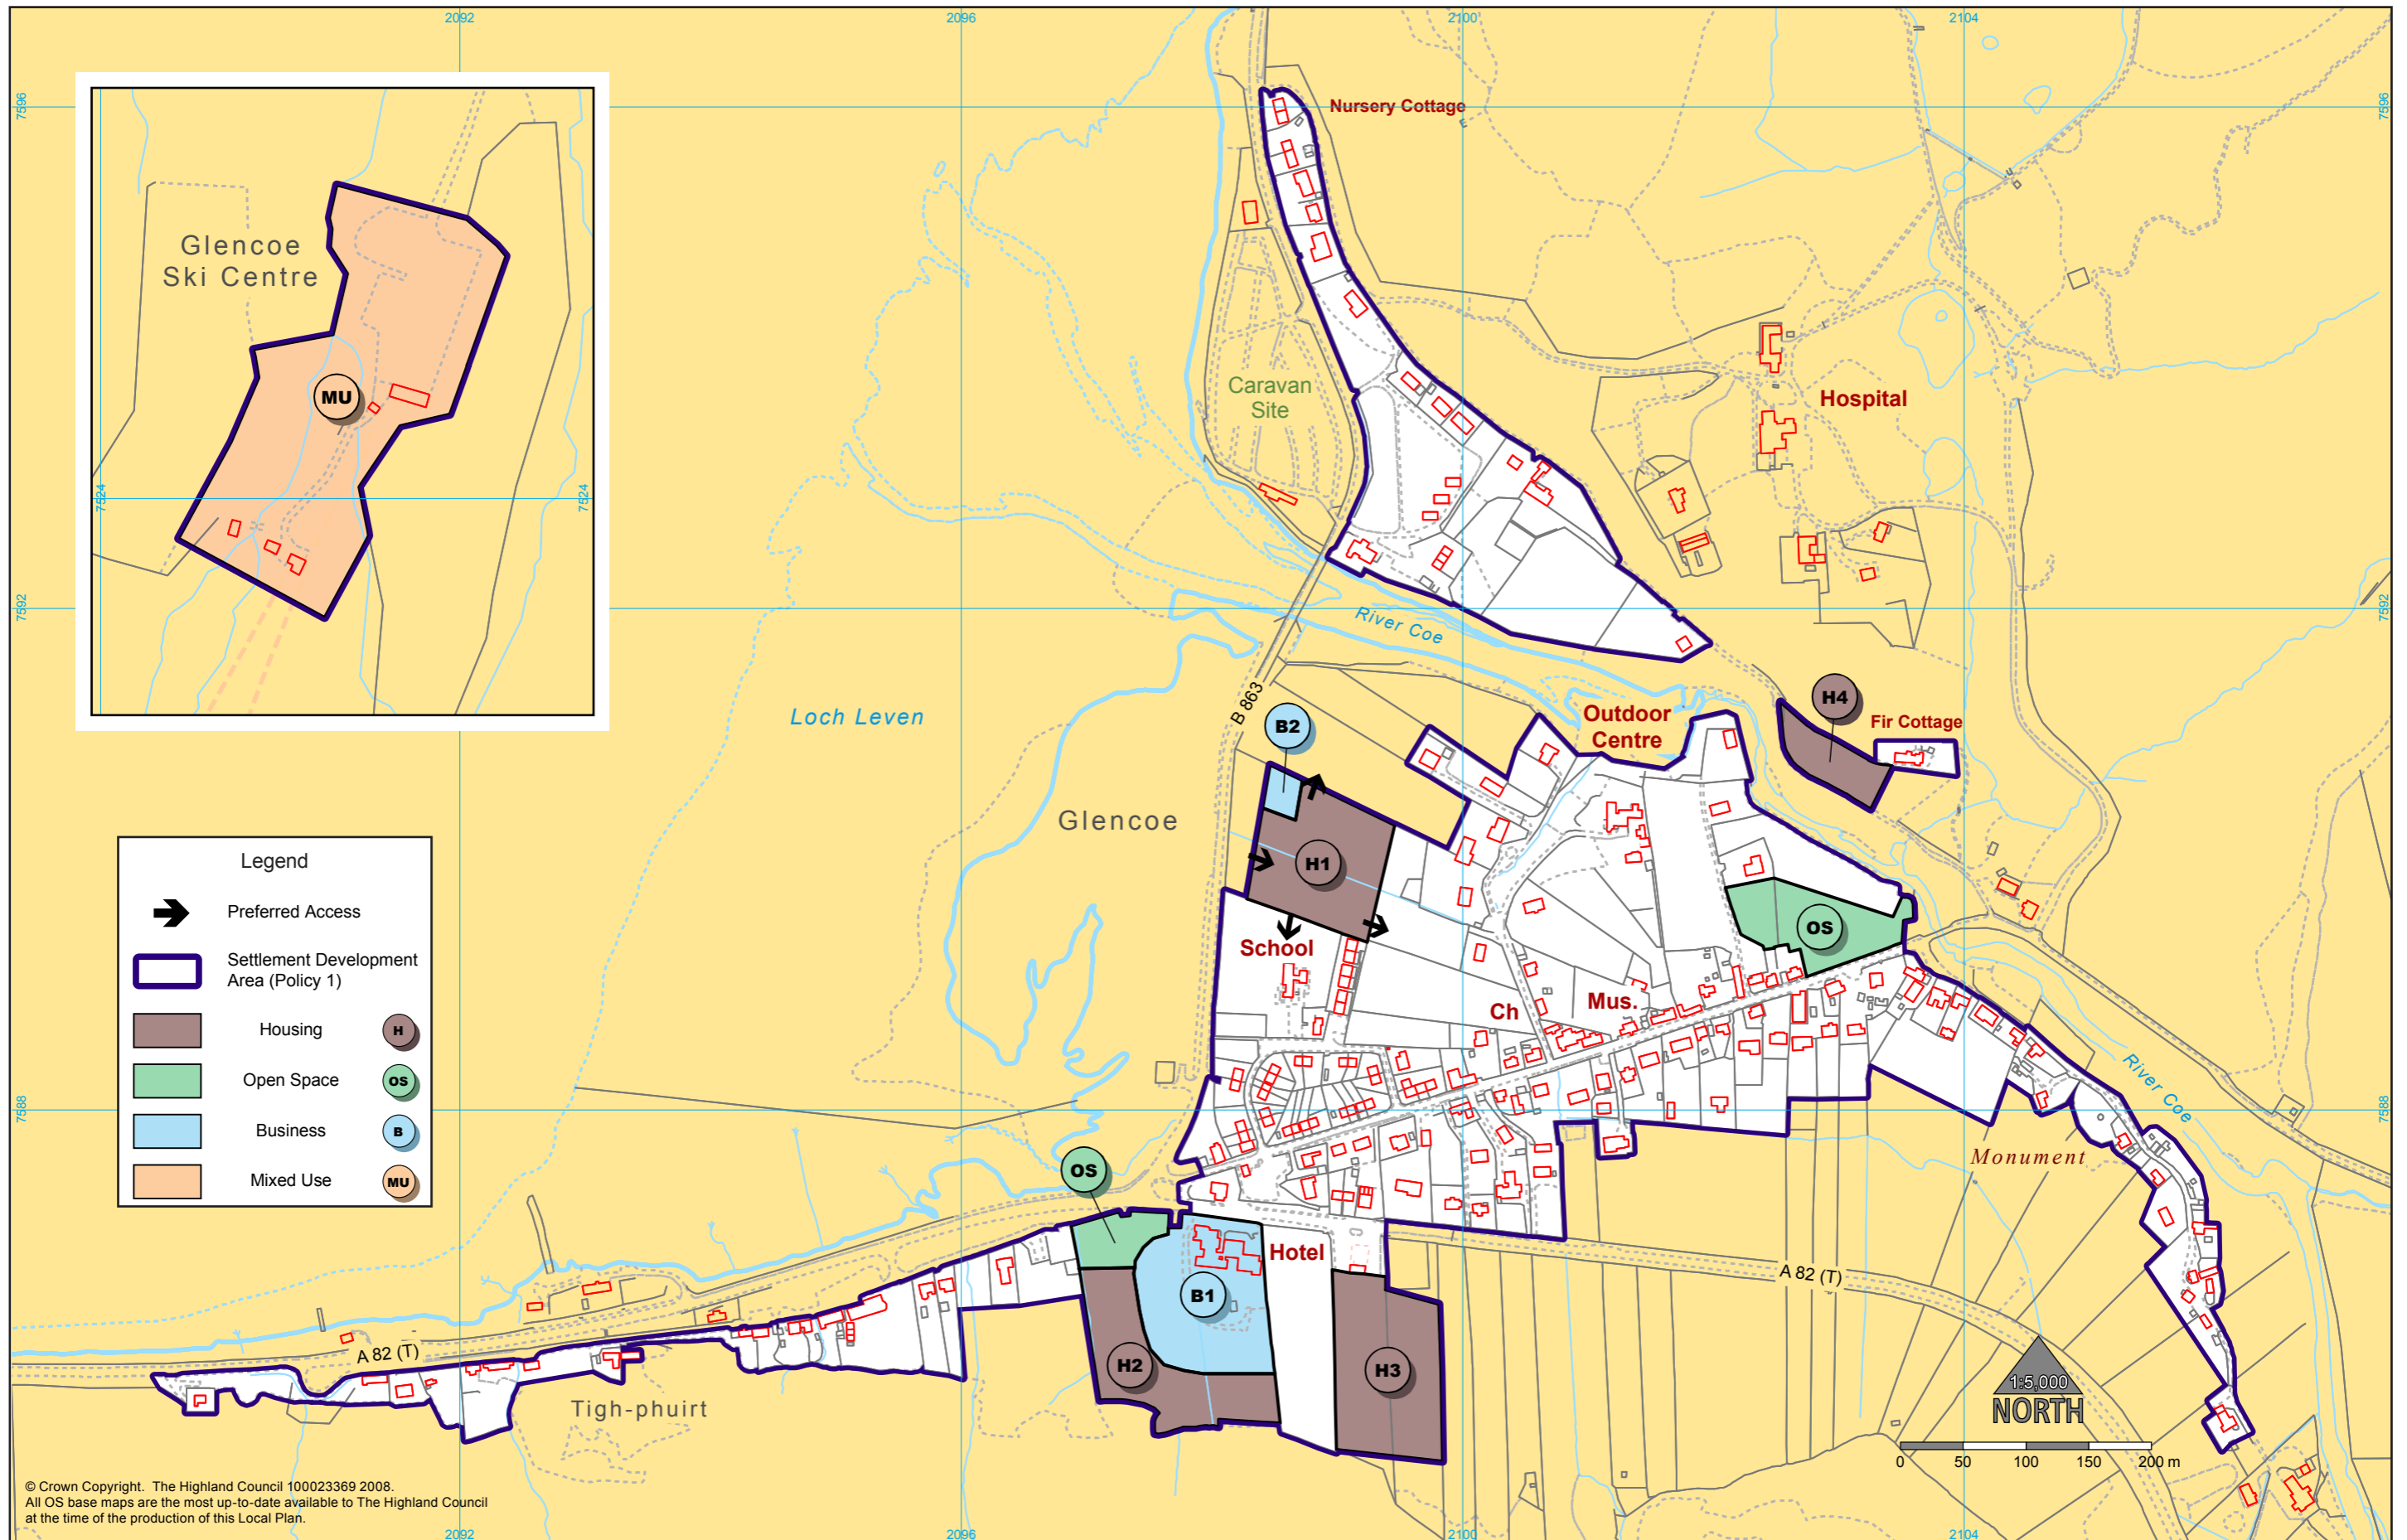 2092
2096
2100
2104
7596
7596
Nursery Cottage
Glencoe
Ski Centre
MU
7524
7524
Caravan
Site
Hospital
7592
7592
River Coe
B 863
Loch Leven
H4
Outdoor
Centre
Fir Cottage
B2
Glencoe
H1
OS
School
Ch
Mus.
Legend
Preferred Access
Settlement Development
Area (Policy 1)
Housing
H
Open Space
OS
Business
B
Mixed Use
MU
7588
7588
River Coe
Monument
OS
Hotel
B1
A 82 (T)
A 82 (T)
H2
H3
Tigh-phuirt
1:5,000
NORTH
0
50
100
150
200 m
© Crown Copyright. The Highland Council 100023369 2008.
All OS base maps are the most up-to-date available to The Highland Council
at the time of the production of this Local Plan.
2092
2096
2100
2104